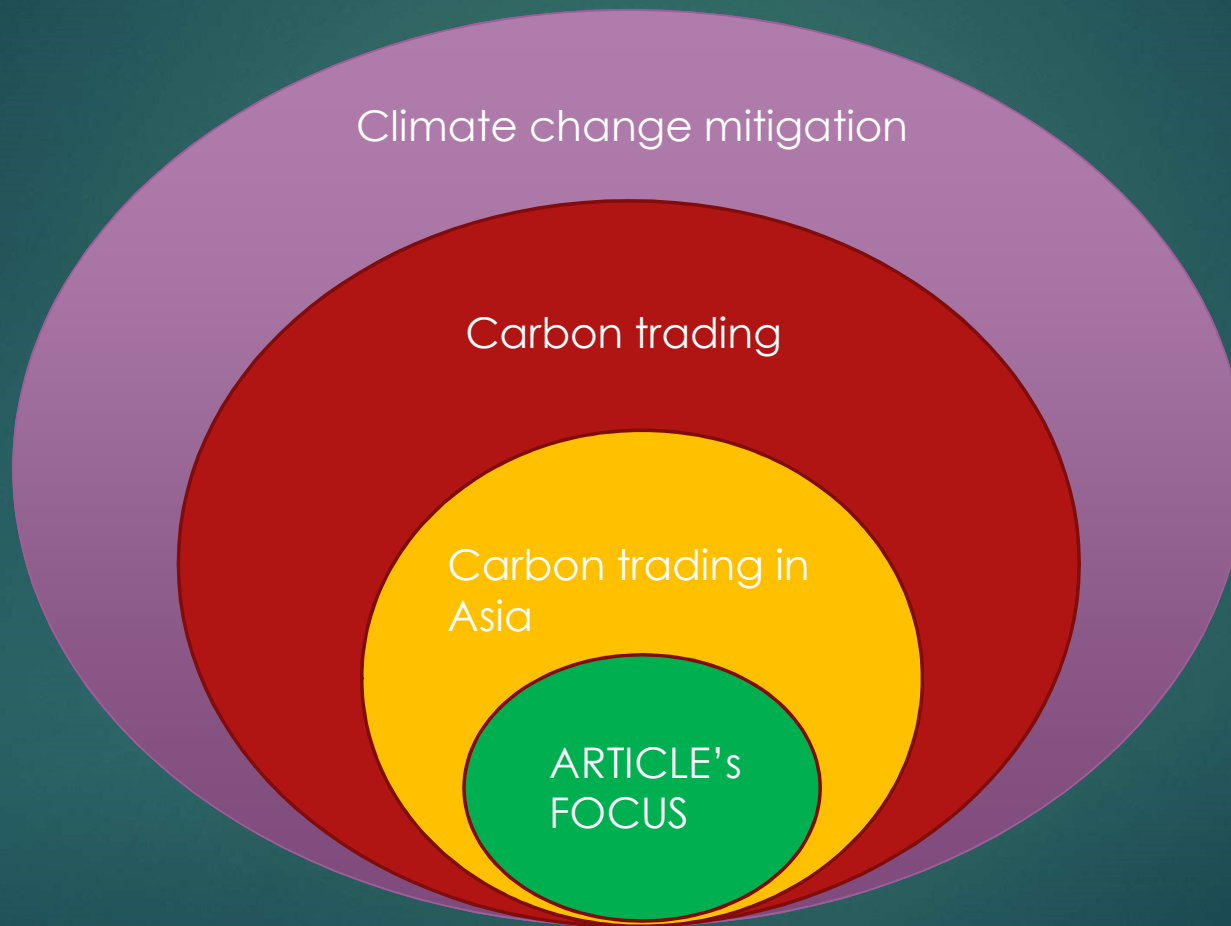 Climate change mitigation
Carbon trading
Carbon trading in
Asia
ARTICLE’s
FOCUS